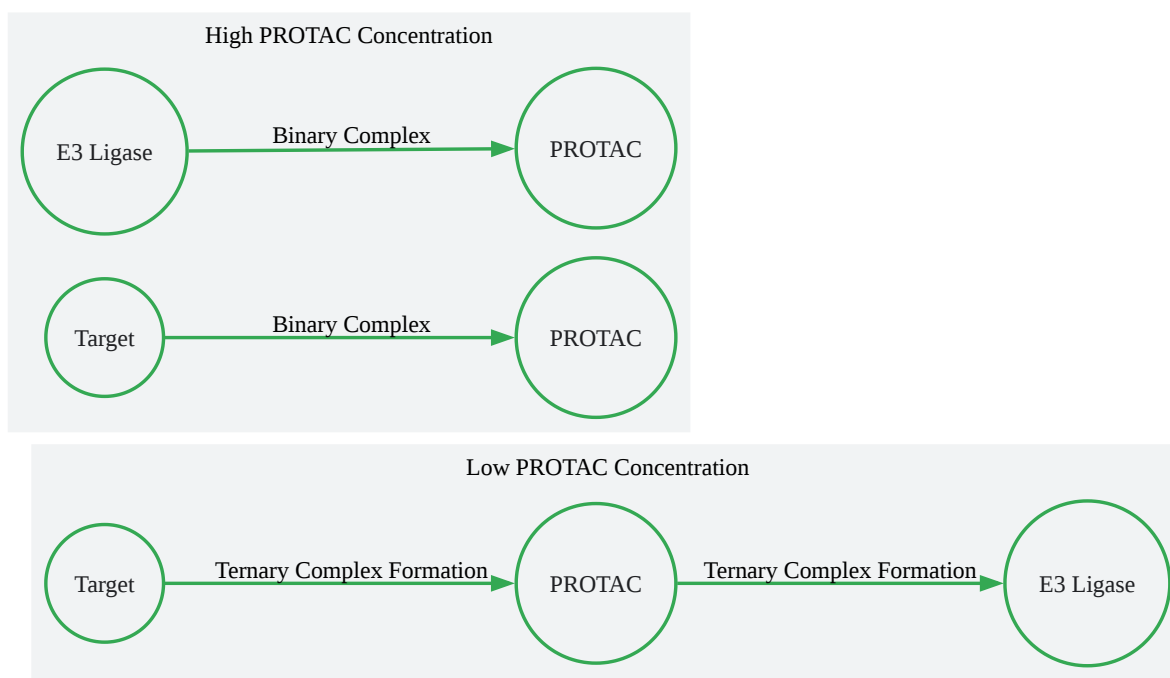 High PROTAC Concentration
E3 Ligase
Binary Complex
PROTAC
Target
Binary Complex
PROTAC
Low PROTAC Concentration
Target
Ternary Complex Formation
PROTAC
Ternary Complex Formation
E3 Ligase